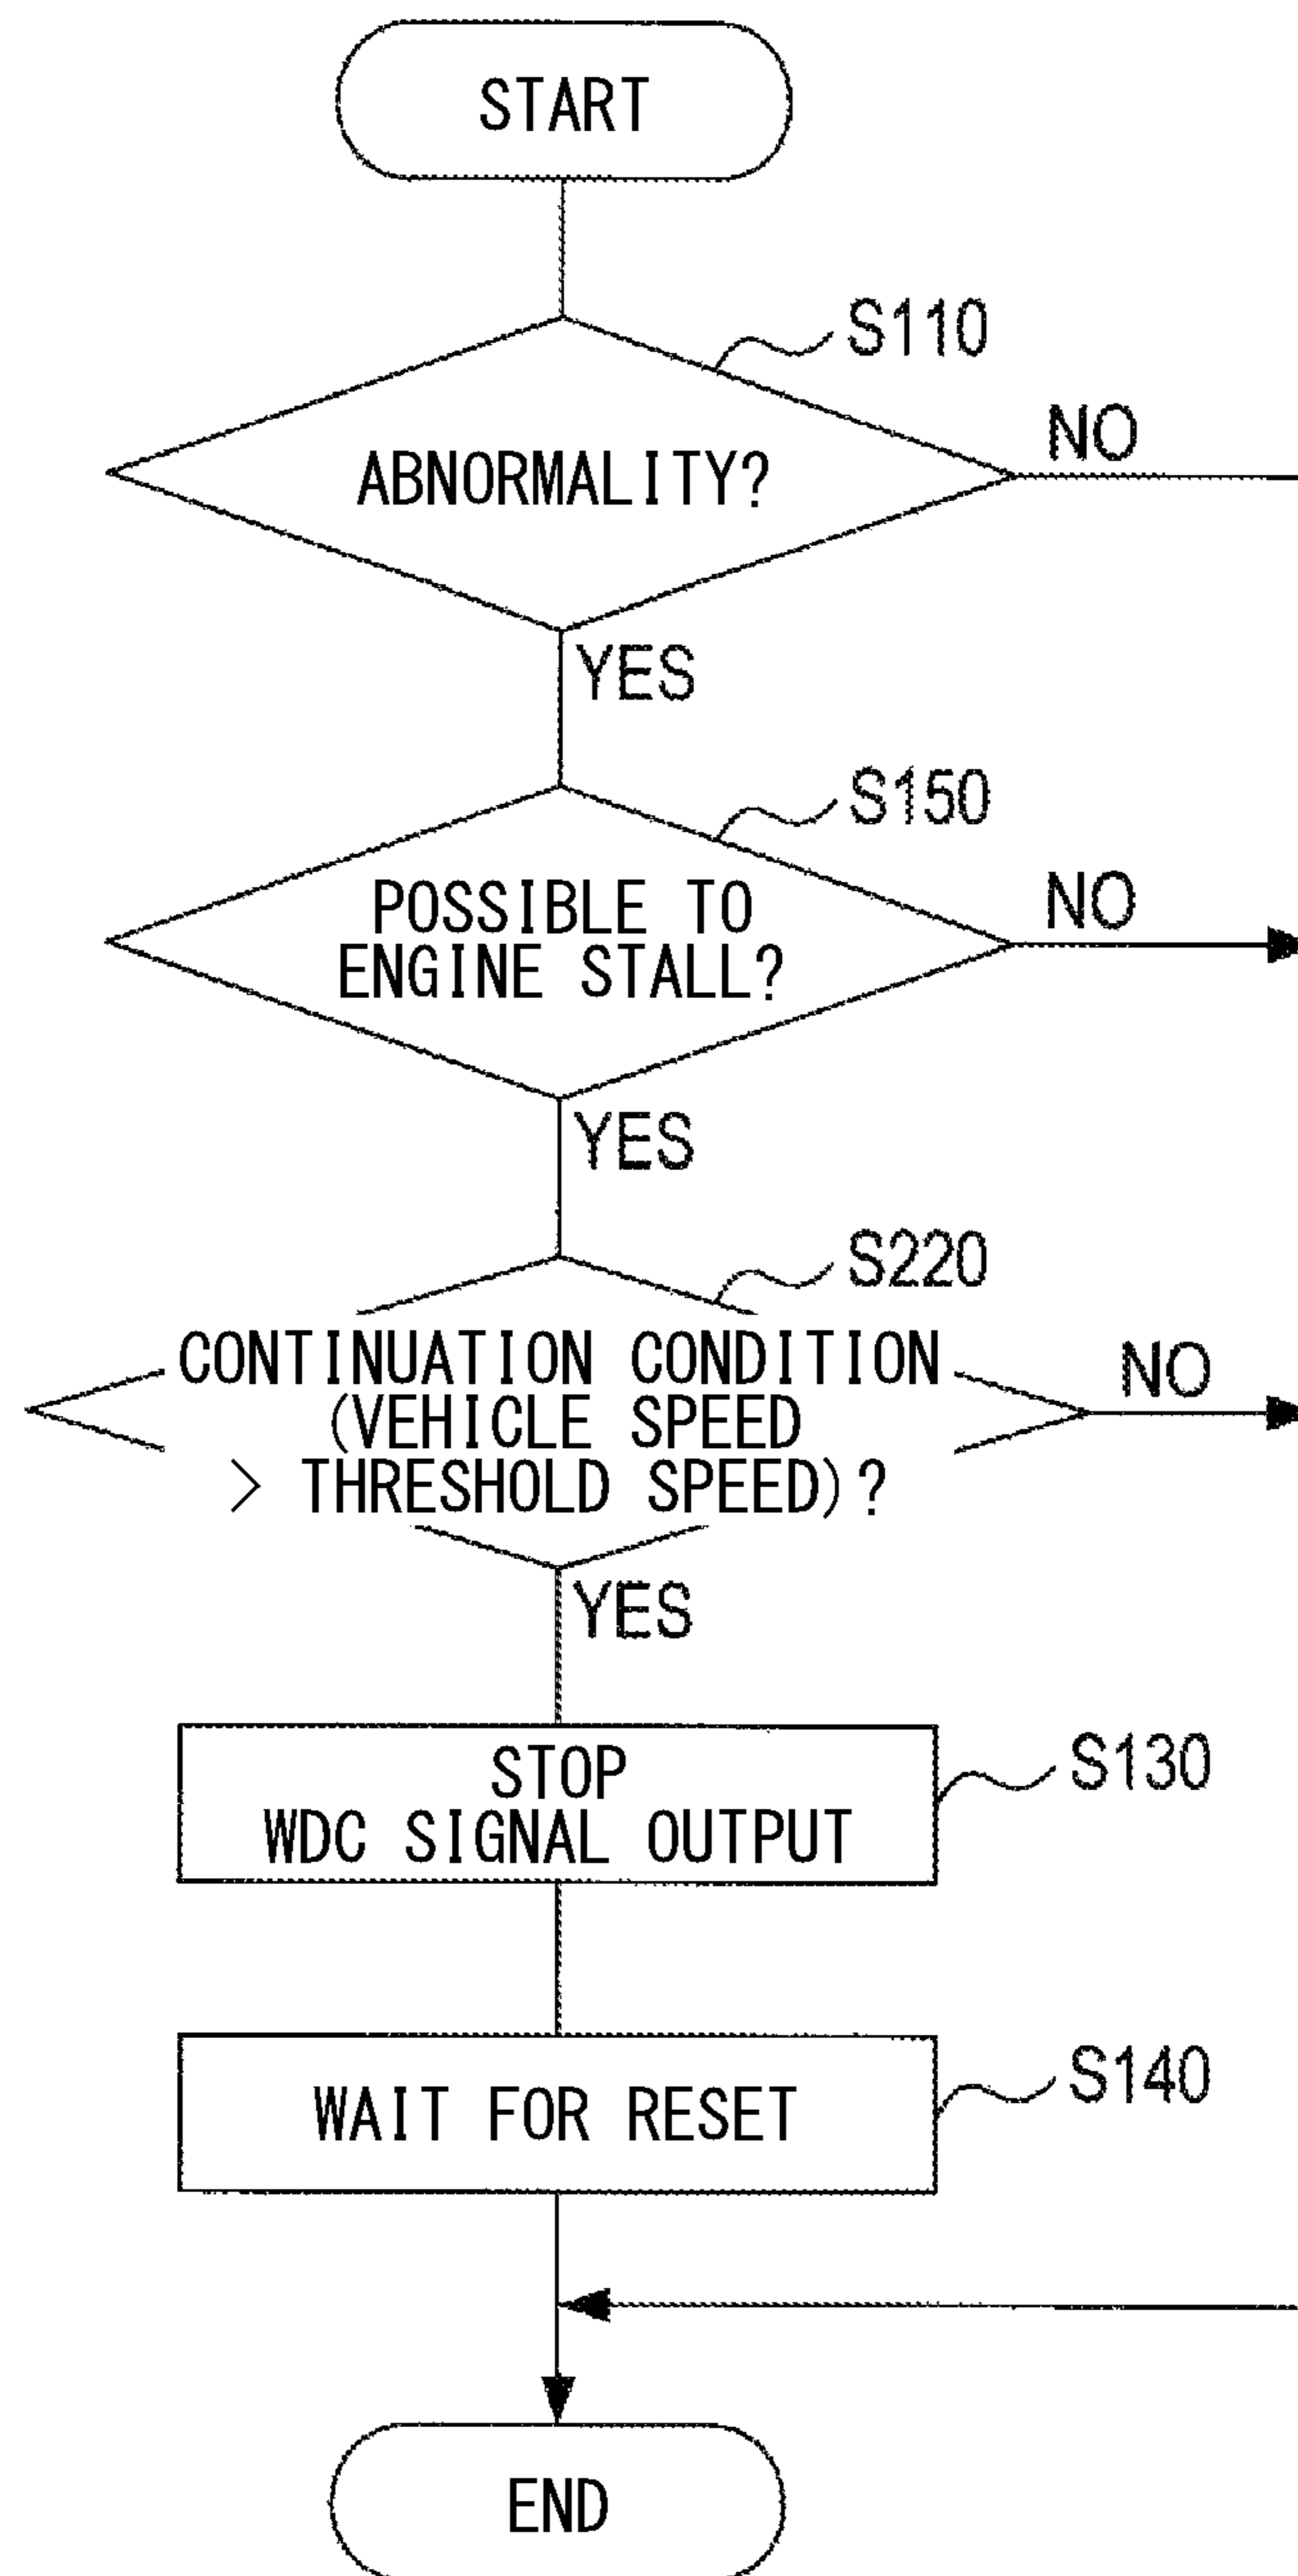 START
S110
NO
ABNORMALITY?
YES
S150
POSSIBLE TO
NO
ENGINE STALL?
YES
S220
CONTINUATION CONDITION
NO
(VEHICLE SPEED
> THRESHOLD SPEED)?
YES
STOP
S130
WDC SIGNAL OUTPUT
WAIT FOR RESET
S140
END